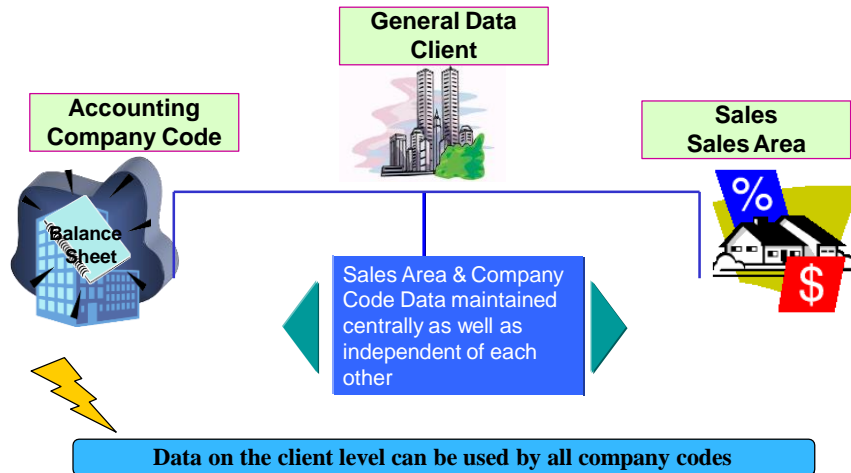 General Data
Client
Accounting
Company Code
Sales
Sales Area
Balance
Sheet
%
$
Sales Area & Company
Code Data maintained
centrally as well as
independent of each
other
Data on the client level can be used by all company codes